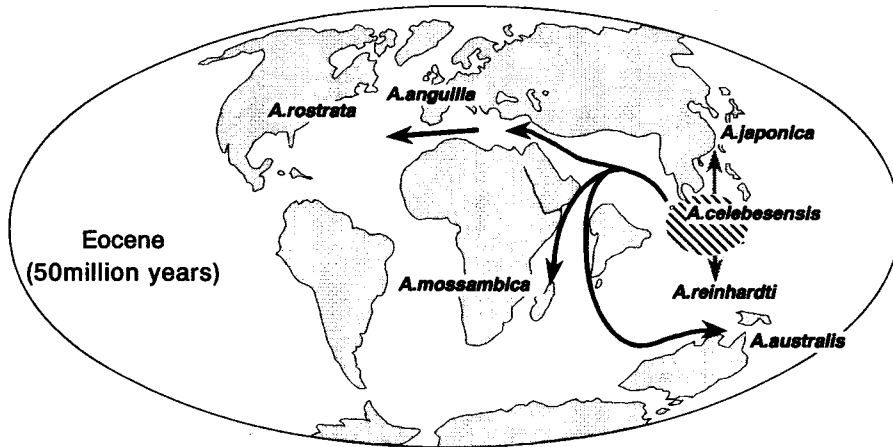 A.anguilla
A.rostrata
A.japonica
A.celebesensis
Eocene
(50million years)
A.mossambica
A.reinhardti
A.australis